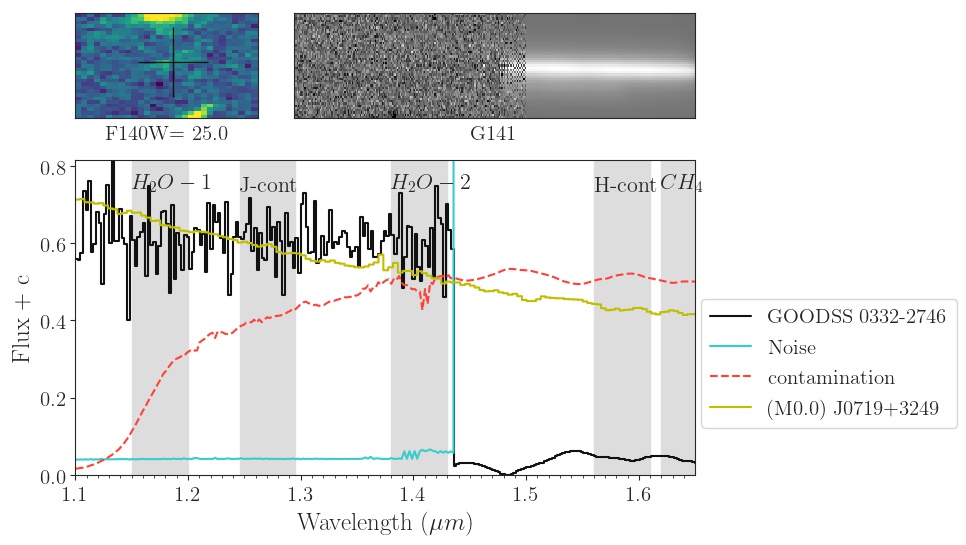 F140W= 25.0
G141
H₂O − 1
J-cont
H₂O − 2
H-cont
CH₄
0.8
0.6
0.4
0.2
0.0
Flux + c
1.1
1.2
1.3
1.4
1.5
1.6
Wavelength (μm)
GOODSS 0332-2746
Noise
contamination
(M0.0) J0719+3249